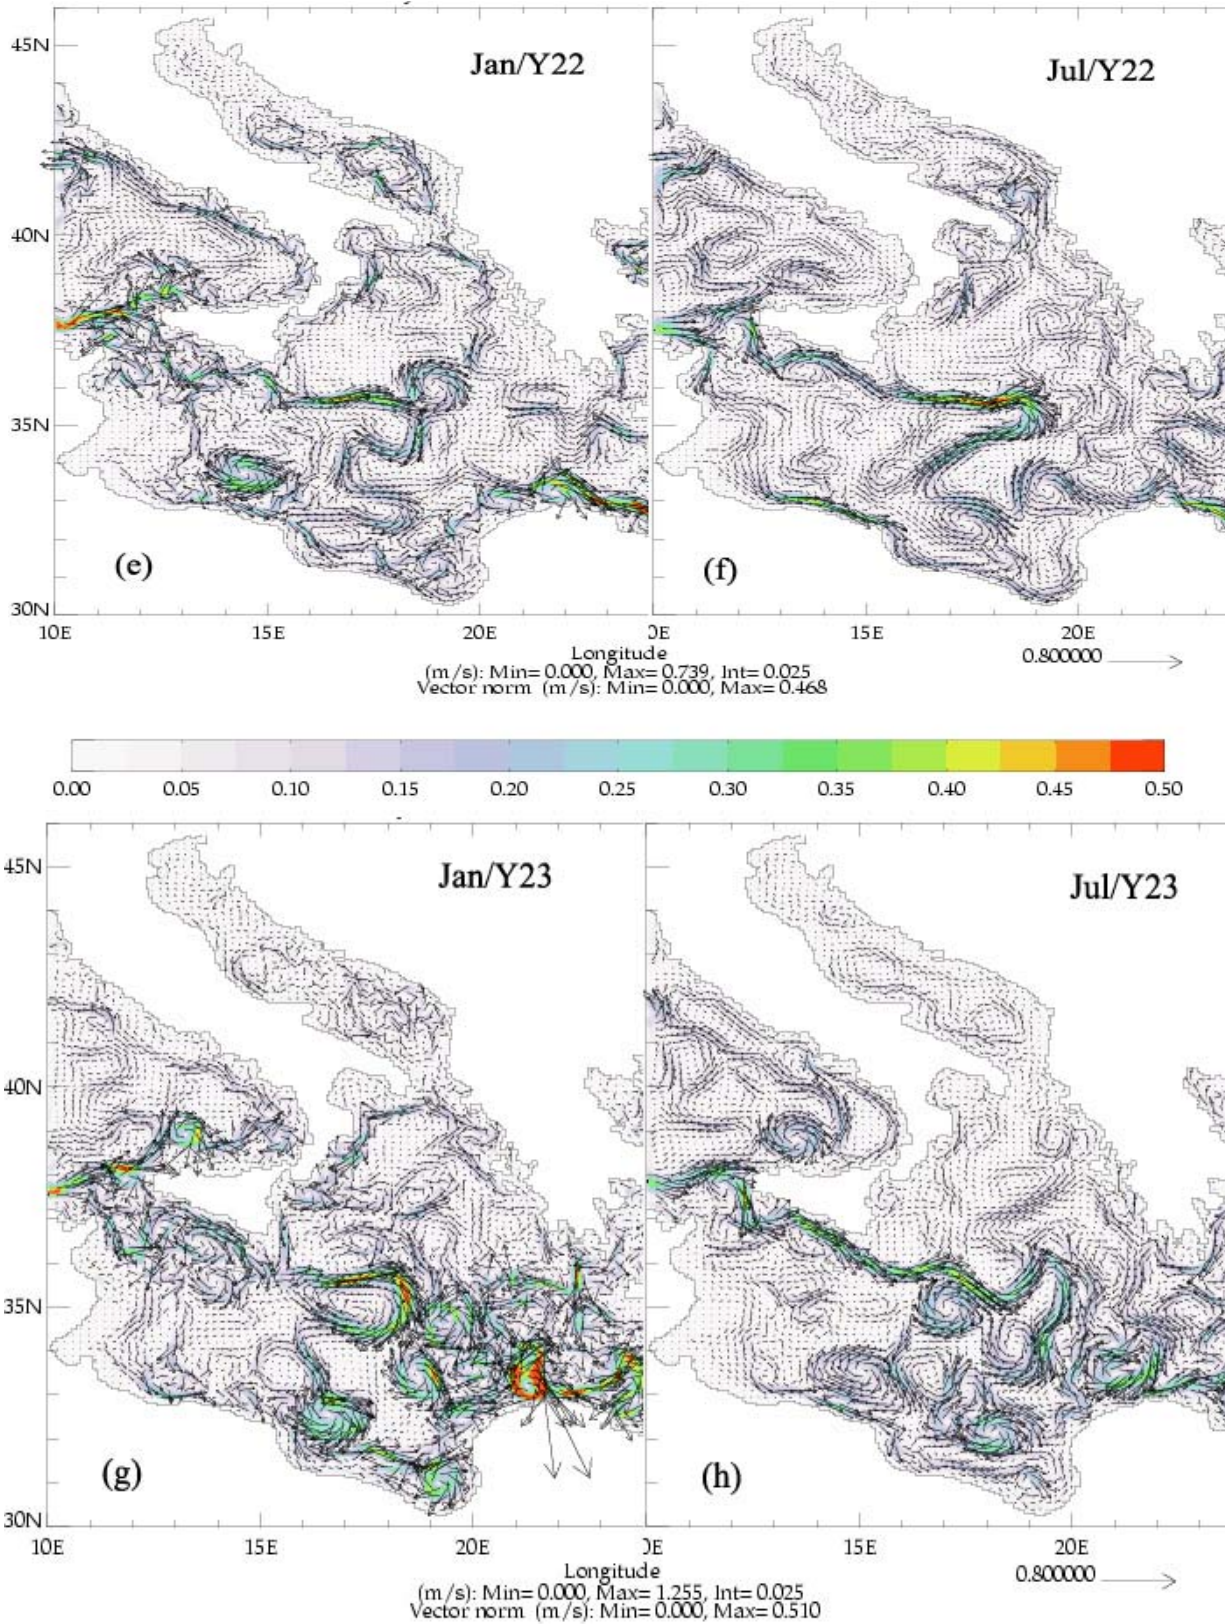 45N
Jan/Y22
Jul/Y22
40N
35N
(e)
(f)
30N
10E 15E 20E 0E 15E 20E
Longitude
0.800000
(m/s): Min= 0.000, Max= 0.739, Int= 0.025
Vector norm (m/s): Min= 0.000, Max= 0.468
0.00 0.05 0.10 0.15 0.20 0.25 0.30 0.35 0.40 0.45 0.50
45N
Jan/Y23
Jul/Y23
40N
35N
(g)
(h)
30N
10E 15E 20E 0E 15E 20E
Longitude
0.800000
(m/s): Min= 0.000, Max= 1.255, Int= 0.025
Vector norm (m/s): Min= 0.000, Max= 0.510